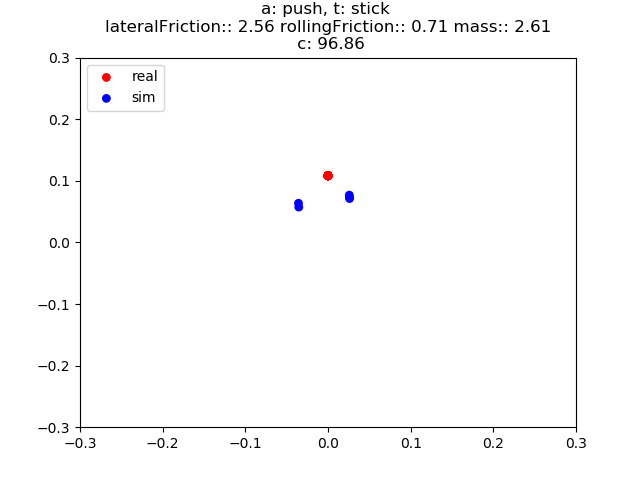 a: push, t: stick
lateralFriction:: 2.56 rollingFriction:: 0.71 mass:: 2.61
c: 96.86
real
sim
0.3
0.2
0.1
0.0
−0.1
−0.2
−0.3
−0.3
−0.2
−0.1
0.0
0.1
0.2
0.3